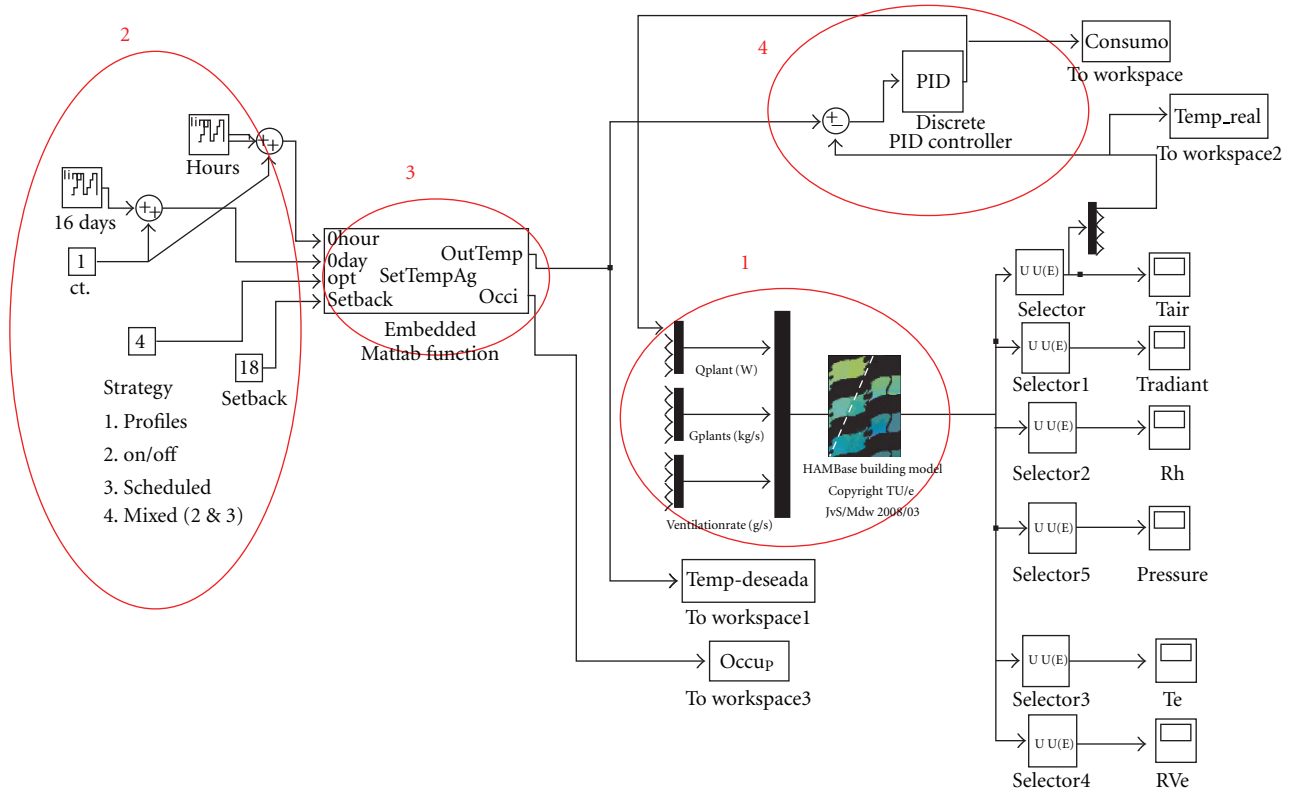 2
Hours
16 days
1
ct.
4
18
Setback
Strategy
1. Profiles
2. on/off
3. Scheduled
4. Mixed (2 & 3)
3
0hour
0day
opt
Setback
SetTempAg
OutTemp
Occi
Embedded
Matlab function
4
PID
Discrete
PID controller
+
−
+
+
+
+
Consumo
To workspace
Temp_real
To workspace2
1
Qplant (W)
Gplants (kg/s)
Ventilationrate (g/s)
HAMBase building model
Copyright TU/e
JvS/Mdw 2008/03
Temp-deseada
To workspace1
Occup
To workspace3
U U(E)
Selector
Tair
U U(E)
Selector1
Tradiant
U U(E)
Selector2
Rh
U U(E)
Selector5
Pressure
U U(E)
Selector3
Te
U U(E)
Selector4
RVe